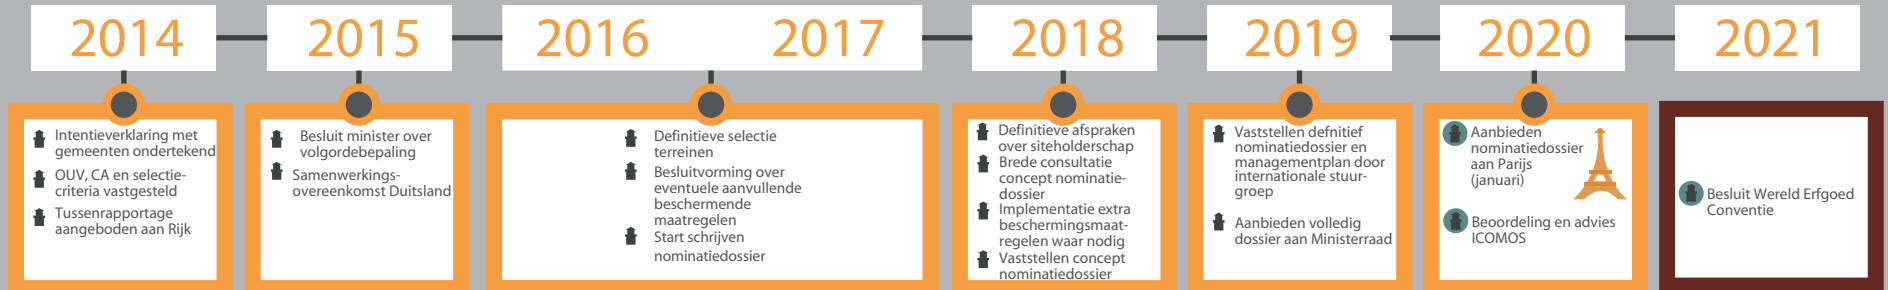 2014
Intentieverklaring met
gemeenten ondertekend
OUV, CA en selectie-
criteria vastgesteld
Tussenrapportage
aangeboden aan Rijk
2015
Besluit minister over
volgordebepaling
Samenwerkings-
overeenkomst Duitsland
2016 2017
Definitieve selectie
terreinen
Besluitvorming over
eventuele aanvullende
beschermende
maatregelen
Start schrijven
nominatiedossier
2018
Definitieve afspraken
over siteholderschap
Brede consultatie
concept nominatie-
dossier
Implementatie extra
beschermingsmaat-
regelen waar nodig
Vaststellen concept
nominatiedossier
2019
Vaststellen defnitief
nominatiedossier en
managementplan door
internationale stuur-
groep
Aanbieden volledig
dossier aan Ministerraad
2020
Aanbieden
nominatiedossier
aan Parijs
(januari)
Beoordeling en advies
ICOMOS
2021
Besluit Wereld Erfgoed
Conventie